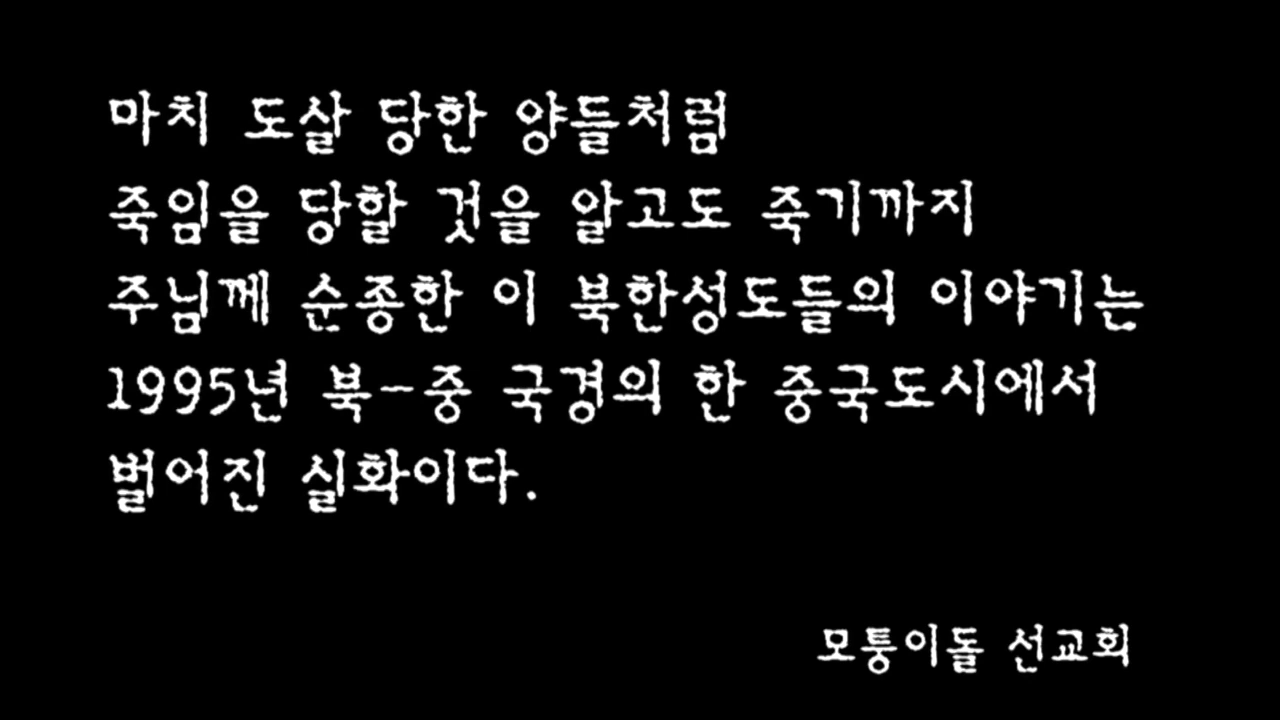 마치 도살 당한 양들처럼
죽임을 당할 것을 알고도 죽기까지
주님께 순종한 이 북한성도들의 이야기는
1995년 북-중 국경의 한 중국도시에서
벌어진 실화이다.
모퉁이돌 선교회